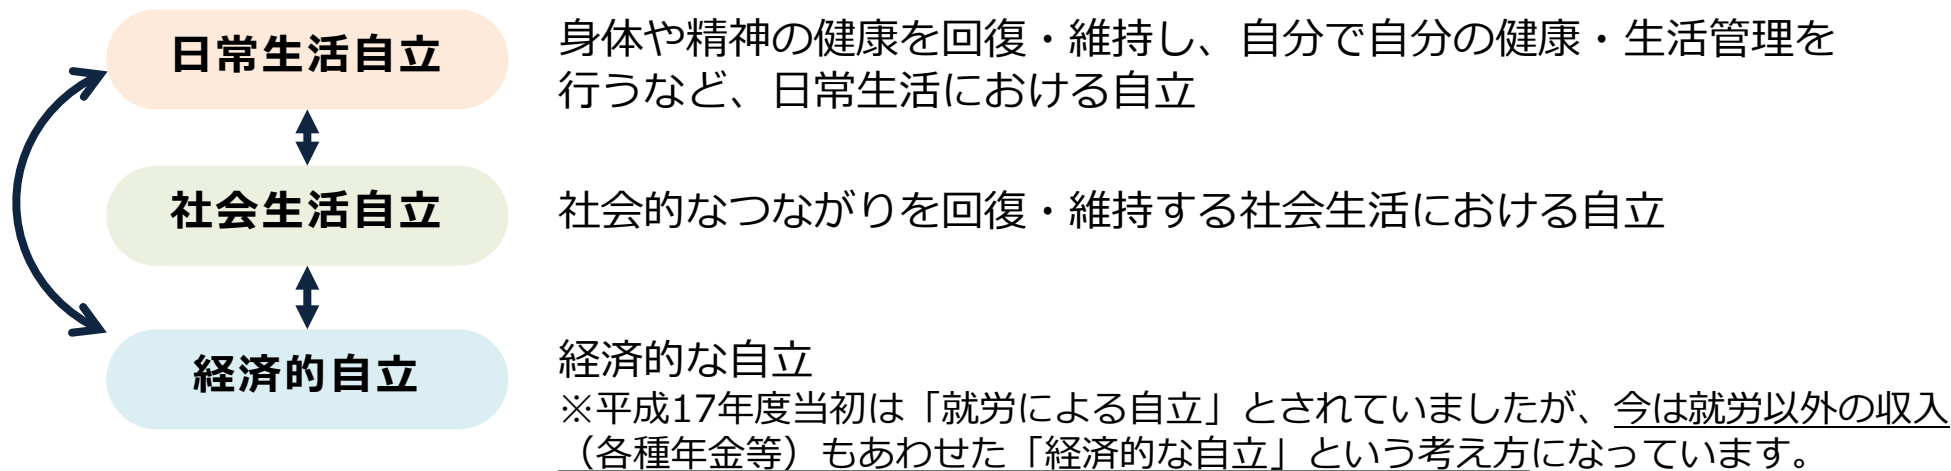 日常生活自立
身体や精神の健康を回復・維持し、自分で自分の健康・生活管理を
行うなど、日常生活における自立
社会生活自立
社会的なつながりを回復・維持する社会生活における自立
経済的自立
経済的な自立
※平成17年度当初は「就労による自立」とされていましたが、今は就労以外の収入
（各種年金等）もあわせた「経済的な自立」という考え方になっています。